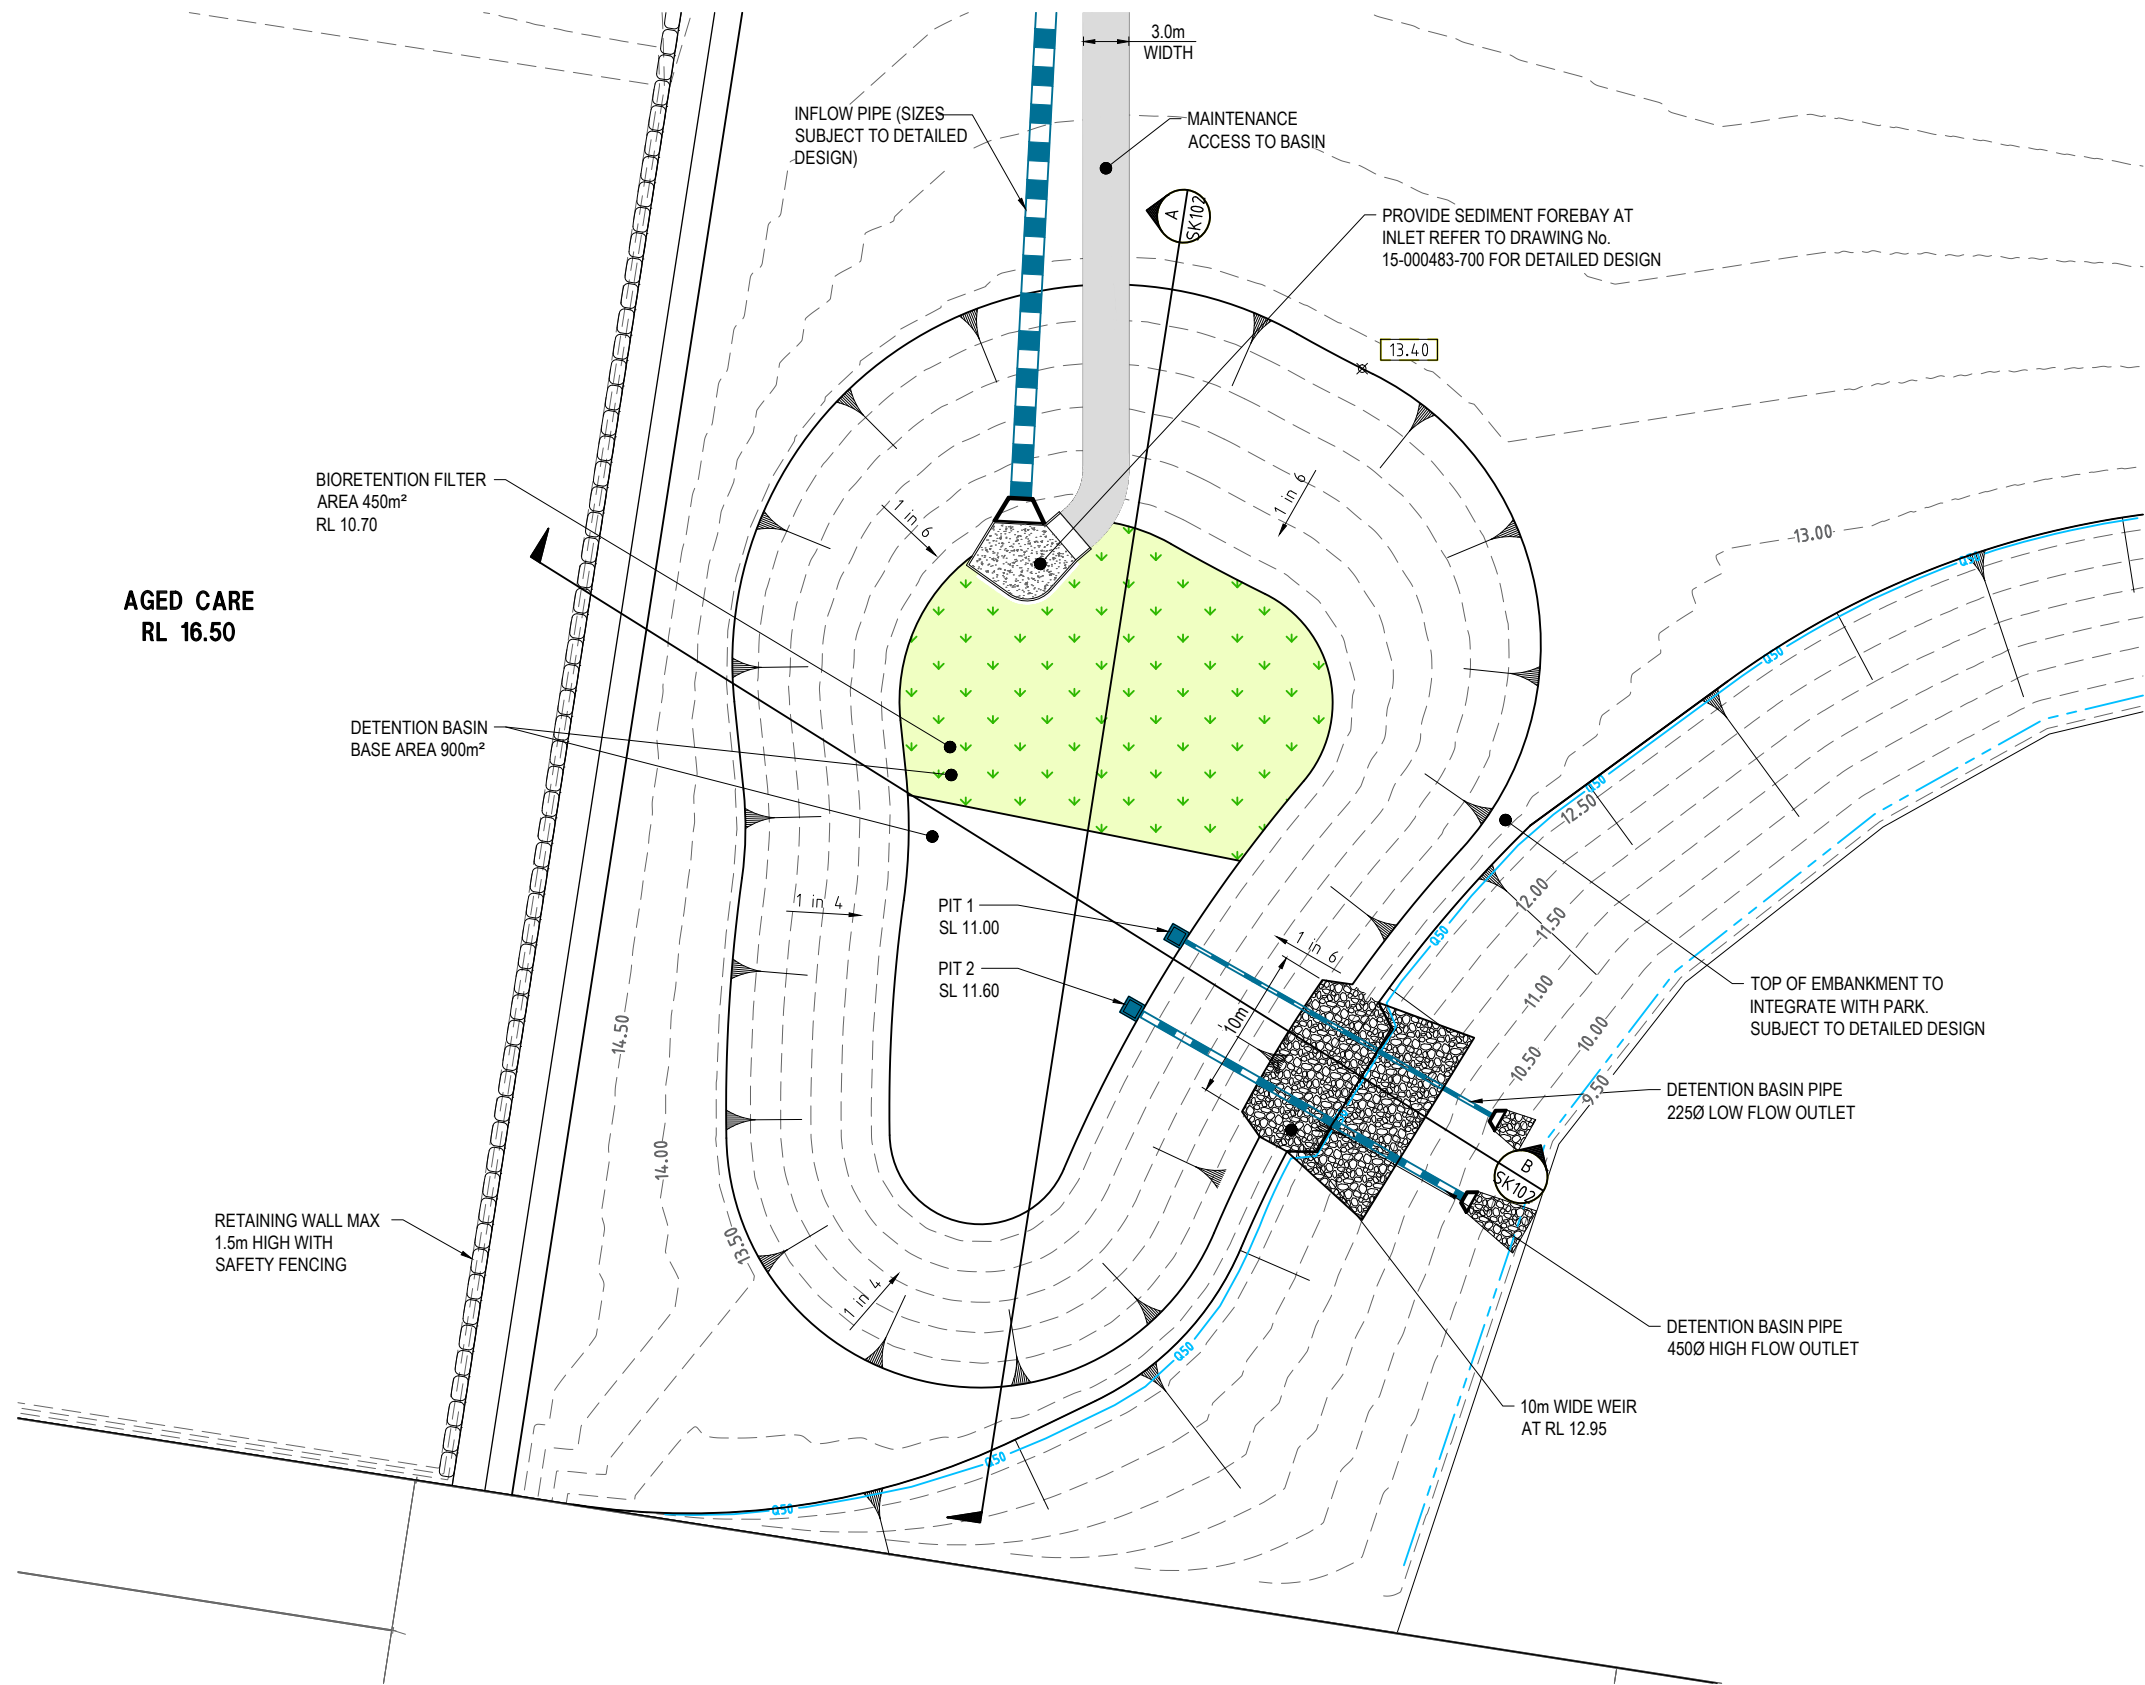 3.0m
WIDTH
INFLOW PIPE (SIZES
SUBJECT TO DETAILED
DESIGN)
MAINTENANCE
ACCESS TO BASIN
A
SK102
PROVIDE SEDIMENT FOREBAY AT
INLET REFER TO DRAWING No.
15-000483-700 FOR DETAILED DESIGN
13.40
BIORETENTION FILTER
AREA 450m²
RL 10.70
1 in 6
1 in 6
13.00
Q50
AGED CARE
RL 16.50
Q50
DETENTION BASIN
BASE AREA 900m²
Q50
12.50
1 in 4
PIT 1
SL 11.00
12.00
11.50
Q50
1 in 6
PIT 2
SL 11.60
11.00
TOP OF EMBANKMENT TO
INTEGRATE WITH PARK.
SUBJECT TO DETAILED DESIGN
14.50
10m
10.00
10.50
9.50
DETENTION BASIN PIPE
225Ø LOW FLOW OUTLET
14.00
B
SK102
RETAINING WALL MAX
1.5m HIGH WITH
SAFETY FENCING
13.50
1 in 4
DETENTION BASIN PIPE
450Ø HIGH FLOW OUTLET
Q50
10m WIDE WEIR
AT RL 12.95
Q50
Q50